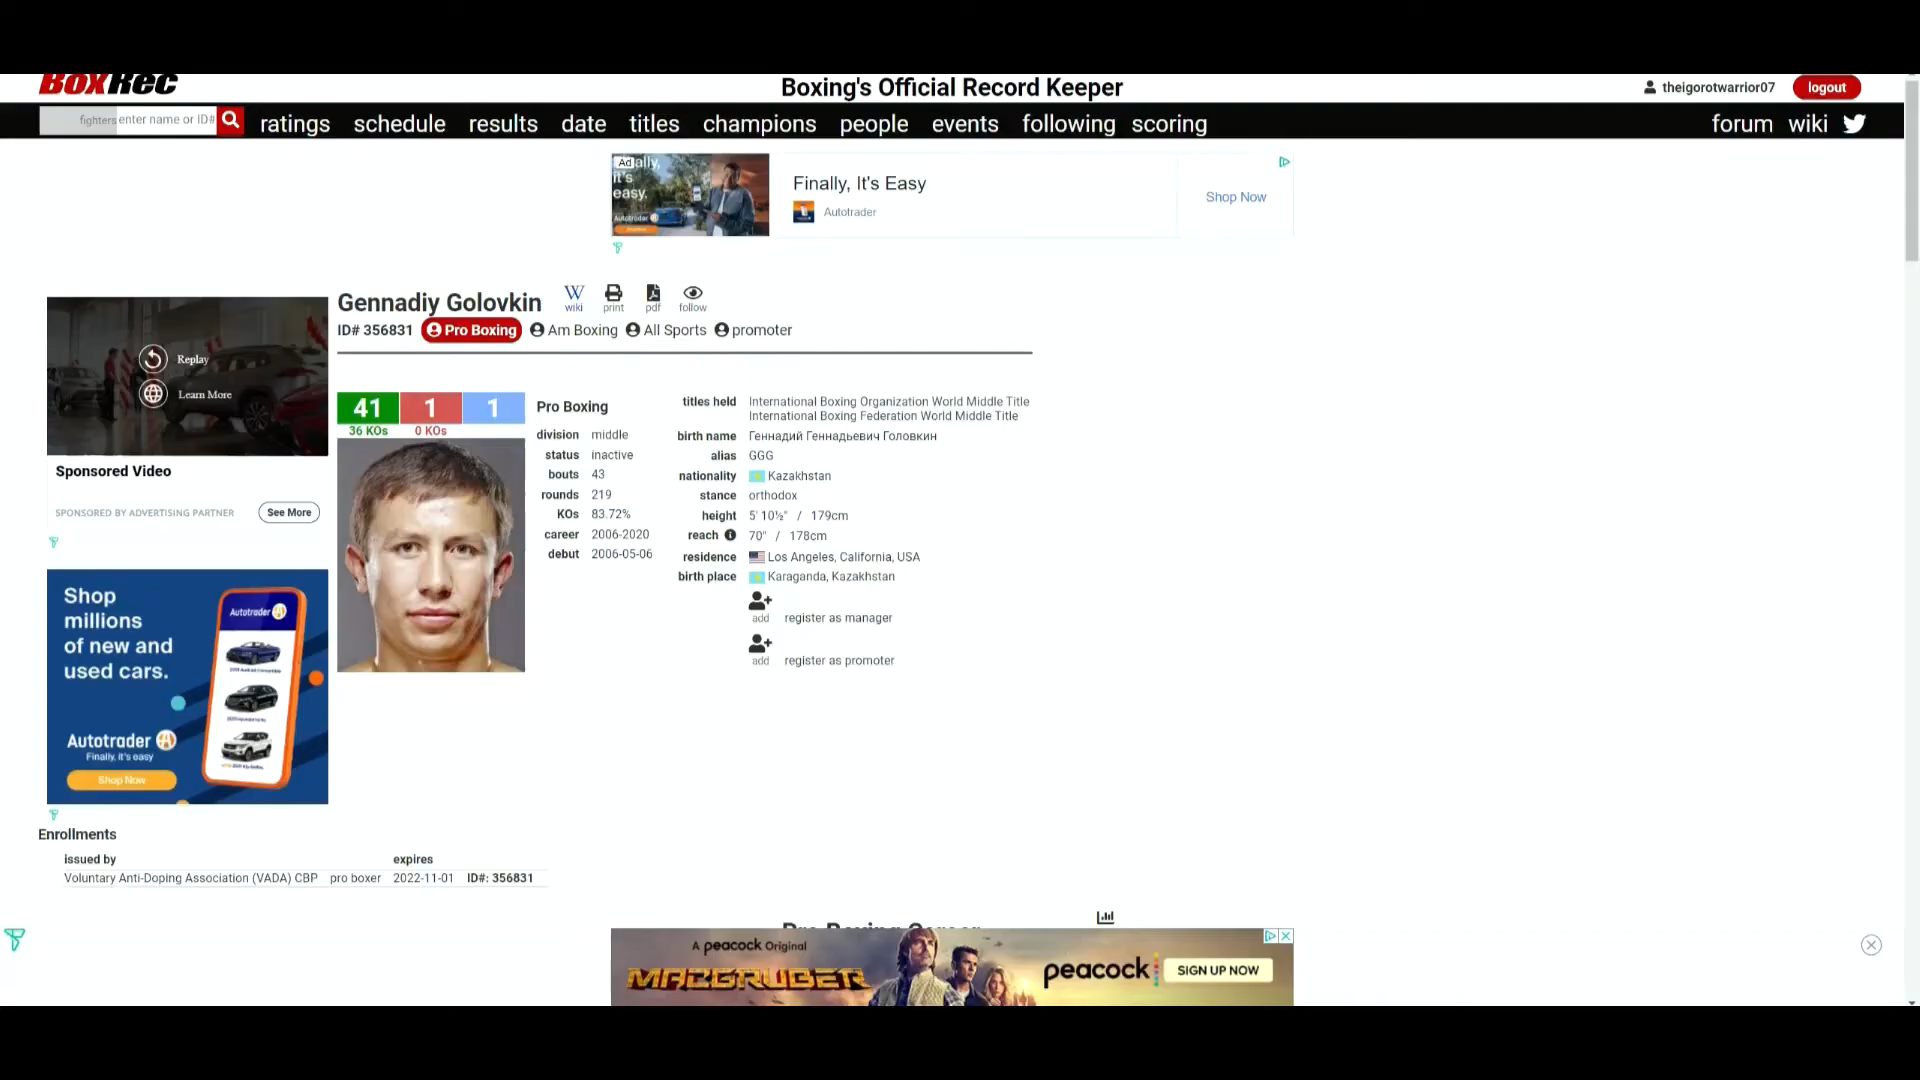 BoxRec
Boxing's Official Record Keeper
theigorotwarrior07
logout
fighters
enter name or ID#
ratings schedule results date titles champions people events following scoring
forum wiki
Ad
Finally,
it's
easy.
Autotrader
Finally, It's Easy
Autotrader
Shop Now
Gennadiy Golovkin
wiki
print
pdf
follow
ID# 356831 Pro Boxing Am Boxing All Sports promoter
Replay
Learn More
Sponsored Video
SPONSORED BY ADVERTISING PARTNER
See More
41 1 1
36 KOs 0 KOs
Pro Boxing
division middle
status inactive
bouts 43
rounds 219
KOs 83.72%
career 2006-2020
debut 2006-05-06
titles held International Boxing Organization World Middle Title
International Boxing Federation World Middle Title
birth name Геннадий Геннадьевич Головкин
alias GGG
nationality Kazakhstan
stance orthodox
height 5' 10½" / 179cm
reach 70" / 178cm
residence Los Angeles, California, USA
birth place Karaganda, Kazakhstan
add register as manager
add register as promoter
Shop
millions
of new and
used cars.
Autotrader
Autotrader
Finally, it's easy
Shop Now
Enrollments
issued by expires
Voluntary Anti-Doping Association (VADA) CBP pro boxer 2022-11-01 ID#: 356831
A peacock Original
MACGRUBER
peacock
SIGN UP NOW